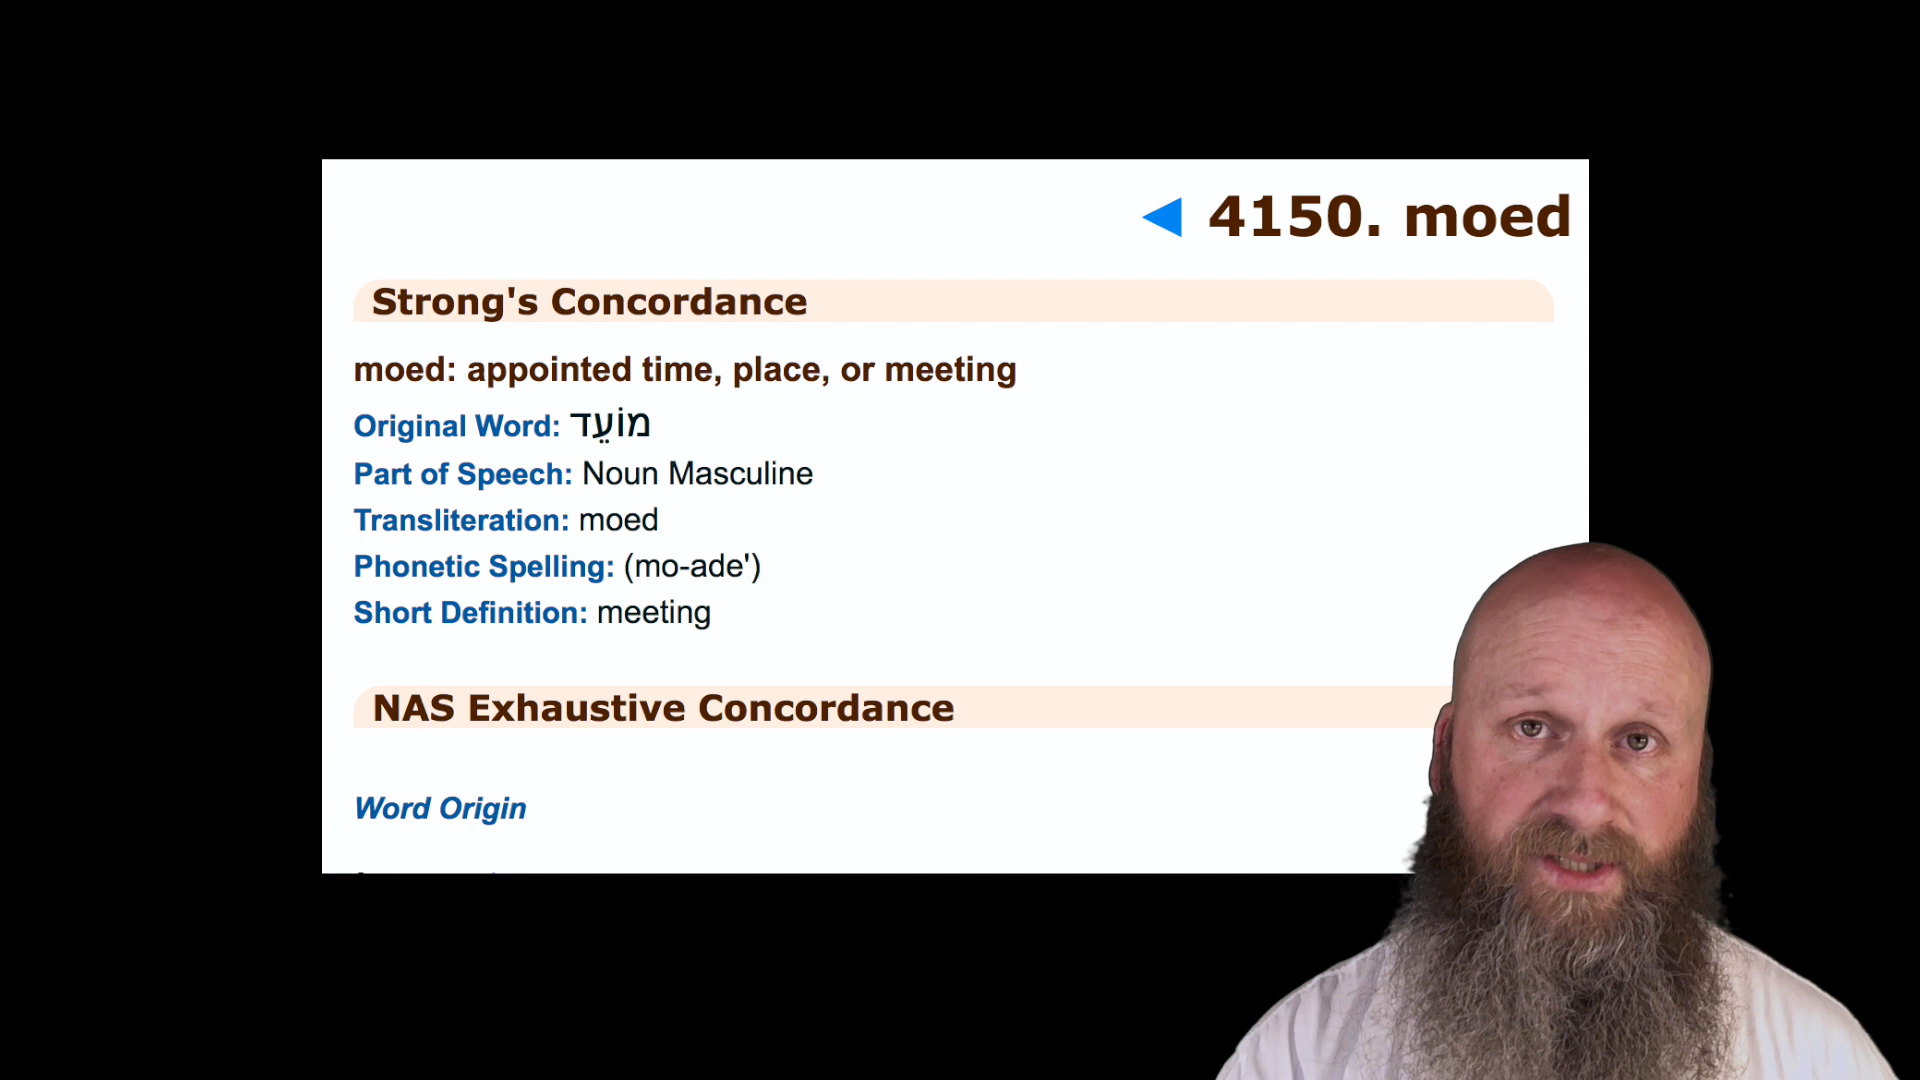 4150. moed
Strong's Concordance
moed: appointed time, place, or meeting
Original Word: מוֹעֵד
Part of Speech: Noun Masculine
Transliteration: moed
Phonetic Spelling: (mo-ade')
Short Definition: meeting
NAS Exhaustive Concordance
Word Origin